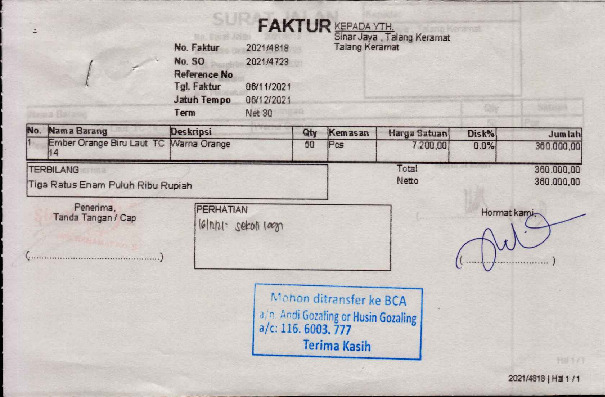 FAKTUR
KEPADA YTH.
Sinar Jaya , Talang Keramat
Talang Keramat
No. Faktur 2021/4818
No. SO 2021/4723
Reference No
Tgl. Faktur 06/11/2021
Jatuh Tempo 06/12/2021
Term Net 30
No. Nama Barang Deskripsi Qty Kemasan Harga Satuan Disk% Jumlah
1 Ember Orange Biru Laut TC Warna Orange 50 Pcs 7.200,00 0.0% 360.000,00
14
TERBILANG Total 360.000,00
Tiga Ratus Enam Puluh Ribu Rupiah Netto 360.000,00
Penerima,
Tanda Tangan / Cap
PERHATIAN
sekali lagi
Hormat kami,
(............................................)
(............................ )
Mohon ditransfer ke BCA
a/n. Andi Gozaling or Husin Gozaling
a/c: 116. 6003. 777
Terima Kasih
2021/4818 | Hal 1 /1